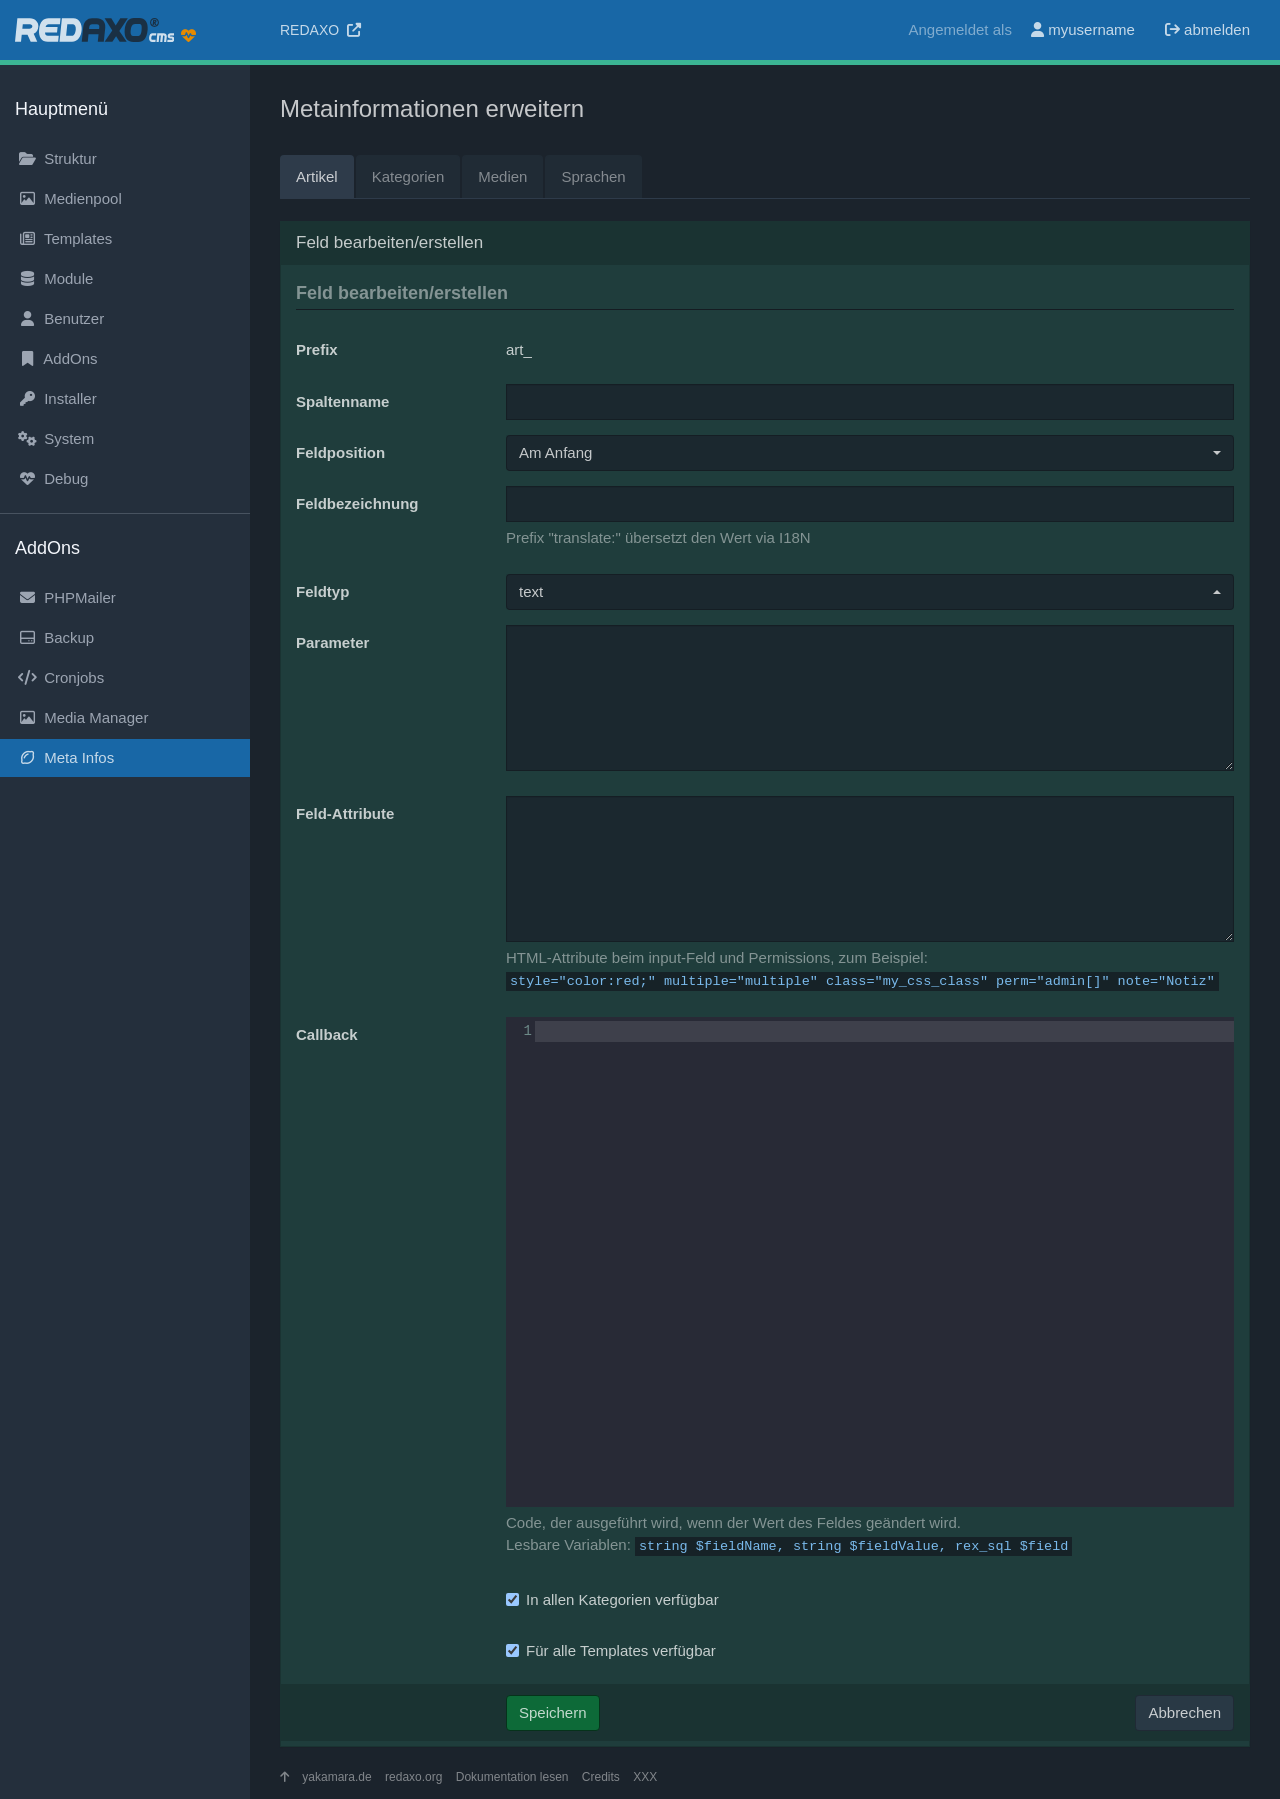 REDAXO® cms
REDAXO
Angemeldet als myusername abmelden
Hauptmenü
Struktur
Medienpool
Templates
Module
Benutzer
AddOns
Installer
System
Debug
AddOns
PHPMailer
Backup
Cronjobs
Media Manager
Meta Infos
Metainformationen erweitern
Artikel Kategorien Medien Sprachen
Feld bearbeiten/erstellen
Feld bearbeiten/erstellen
Prefix art_
Spaltenname
Feldposition Am Anfang
Feldbezeichnung
Prefix "translate:" übersetzt den Wert via I18N
Feldtyp text
Parameter
Feld-Attribute
HTML-Attribute beim input-Feld und Permissions, zum Beispiel:
style="color:red;" multiple="multiple" class="my_css_class" perm="admin[]" note="Notiz"
Callback 1
Code, der ausgeführt wird, wenn der Wert des Feldes geändert wird.
Lesbare Variablen: string $fieldName, string $fieldValue, rex_sql $field
In allen Kategorien verfügbar
Für alle Templates verfügbar
Speichern Abbrechen
yakamara.de redaxo.org Dokumentation lesen Credits XXX